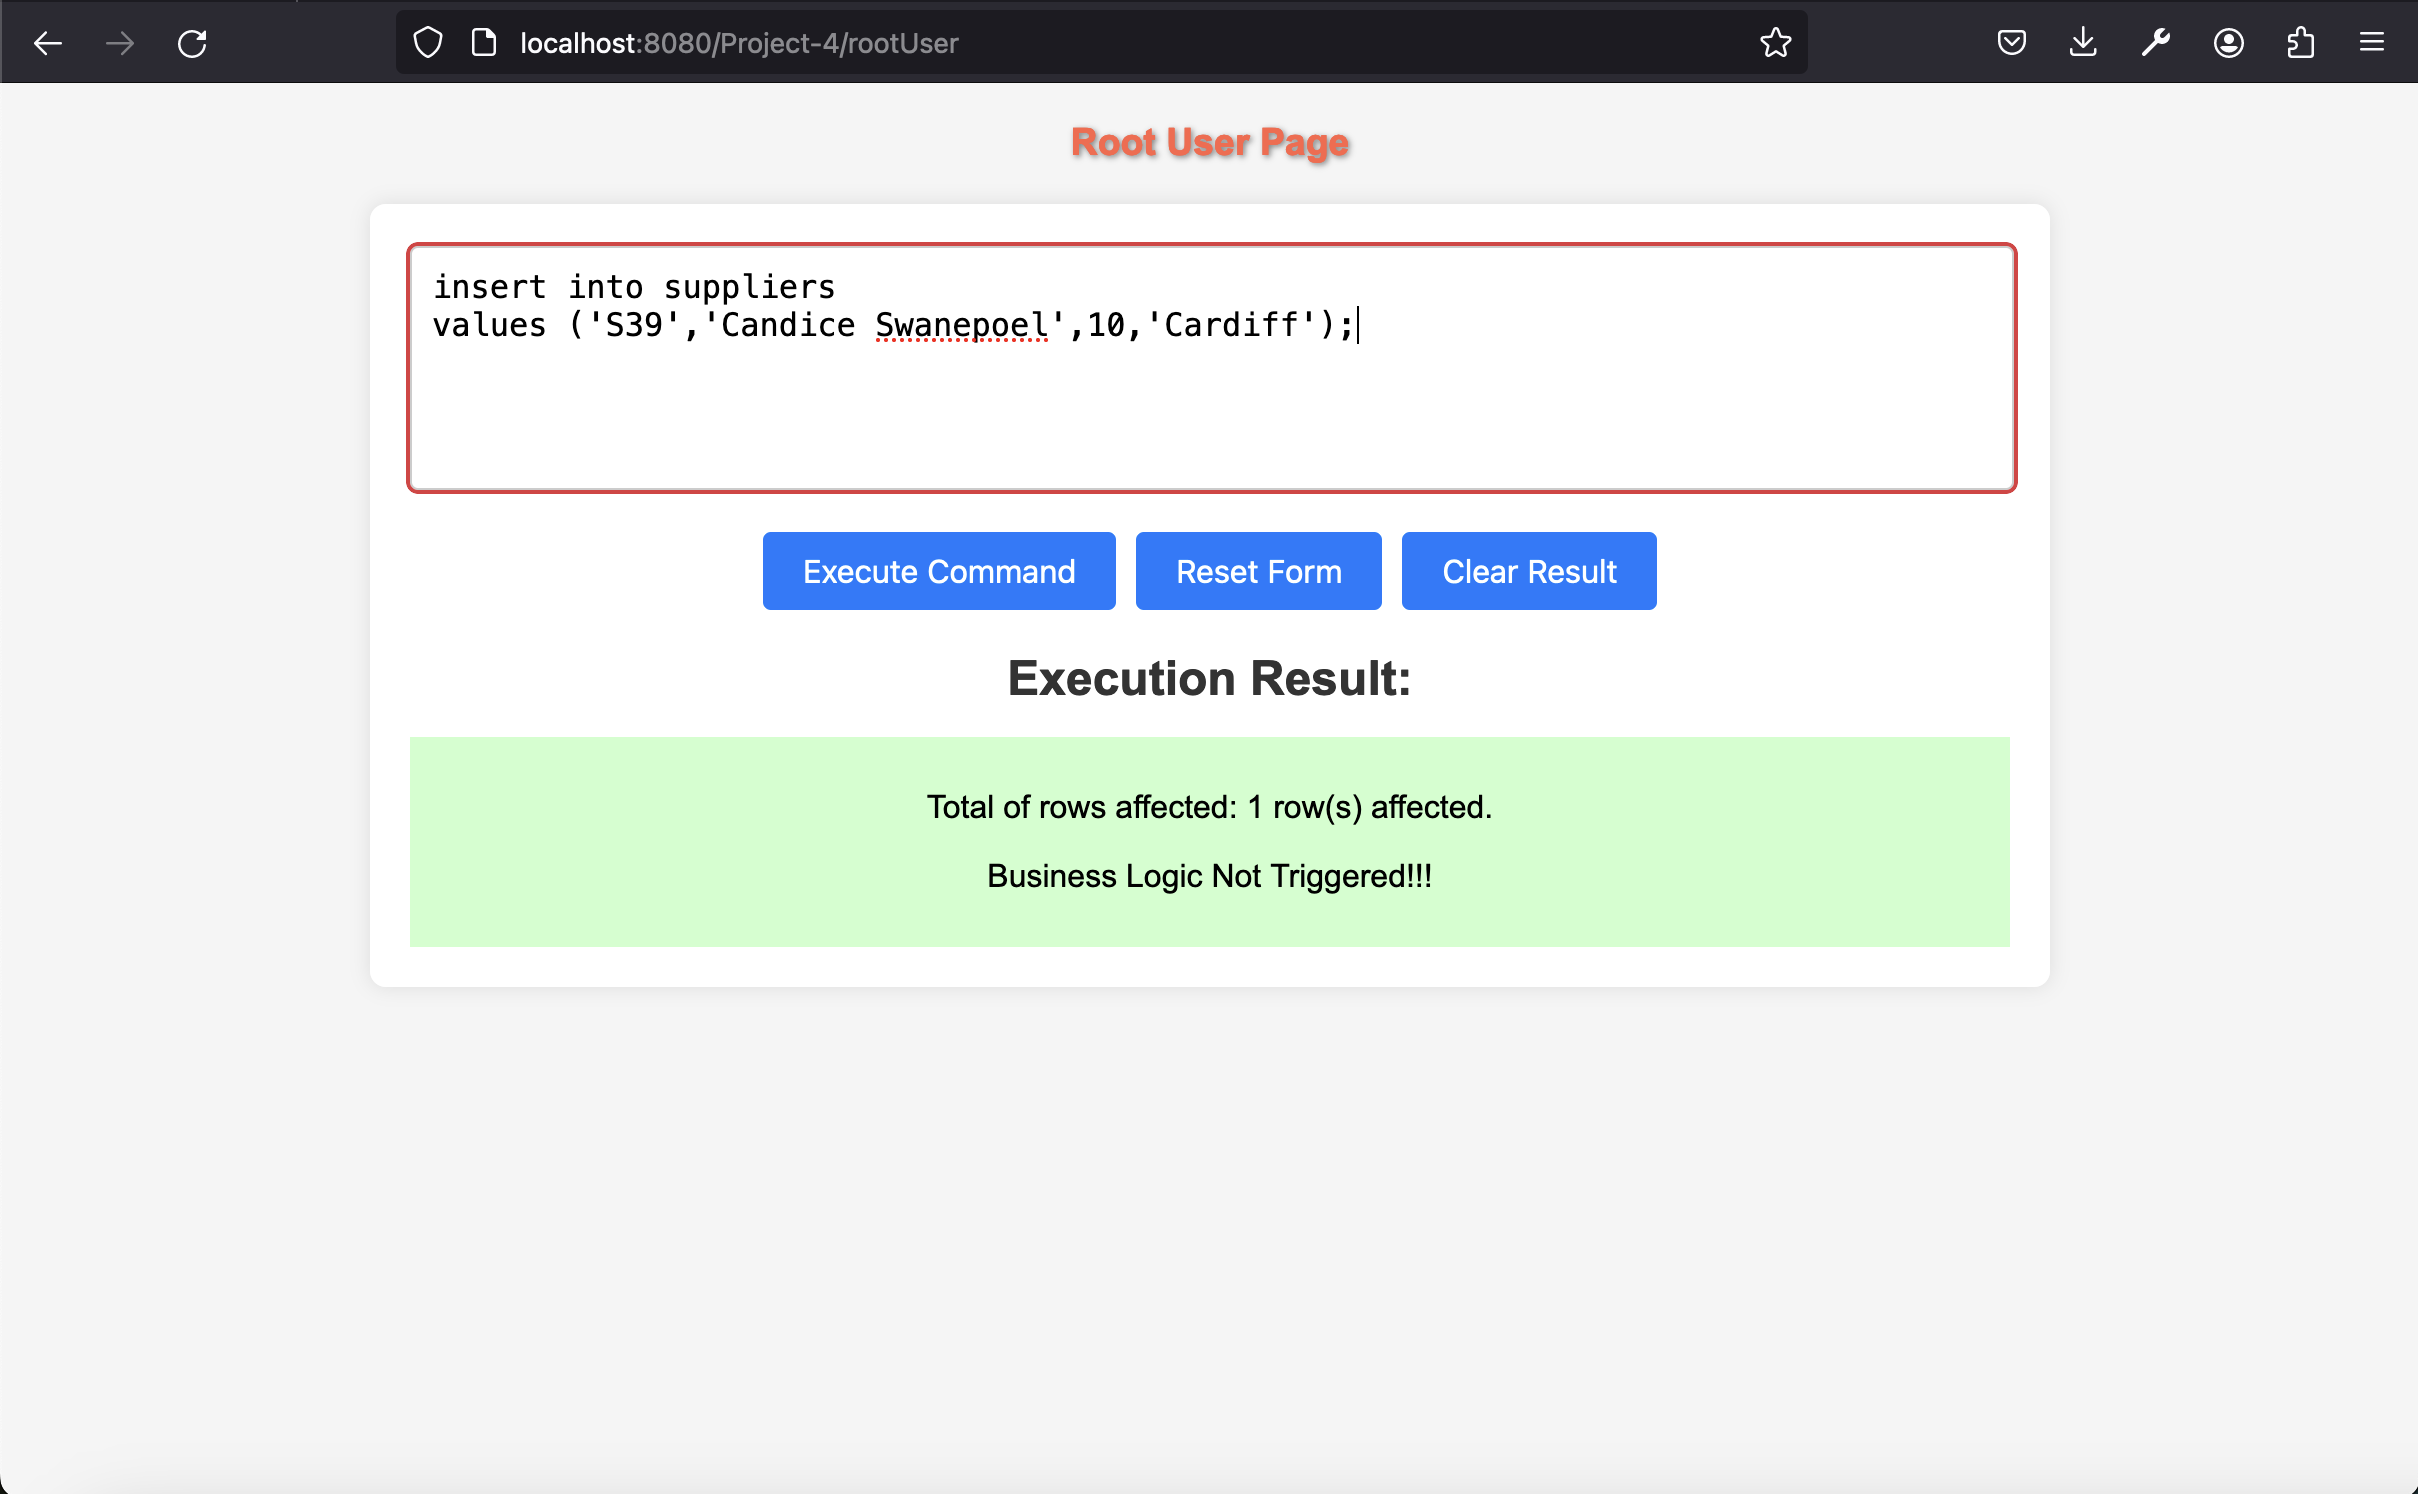 localhost:8080/Project-4/rootUser
Root User Page
insert into suppliers
values ('S39','Candice Swanepoel',10,'Cardiff');
Execute Command
Reset Form
Clear Result
Execution Result:
Total of rows affected: 1 row(s) affected.
Business Logic Not Triggered!!!